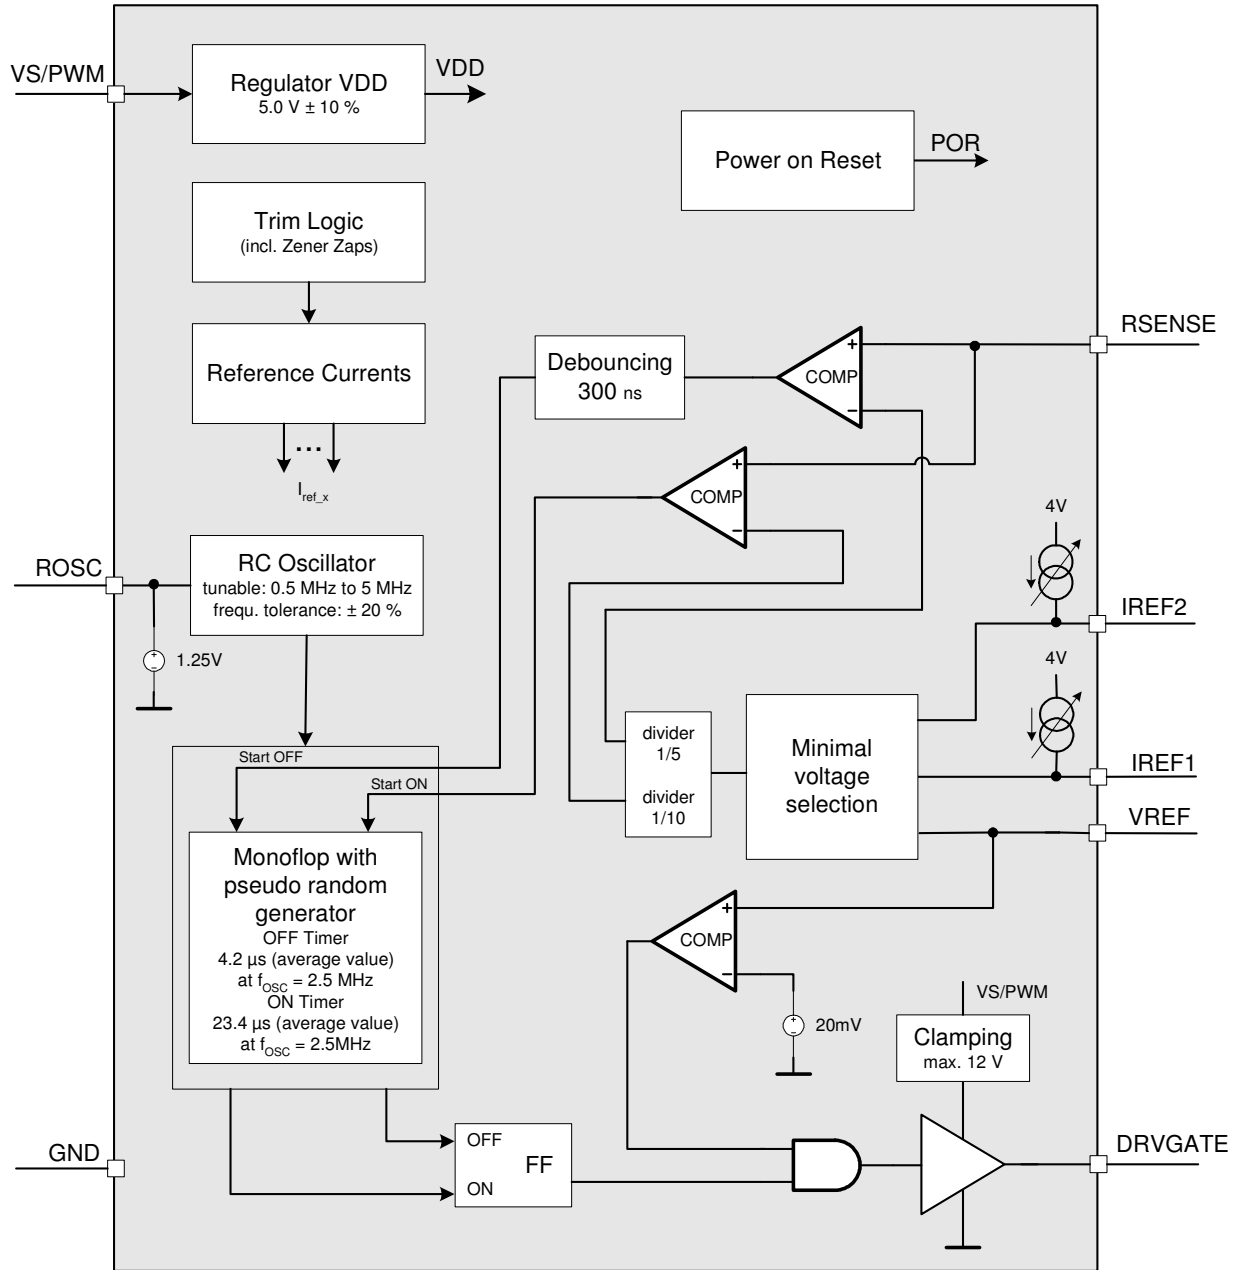 VS/PWM
Regulator VDD
5.0 V ± 10 %
VDD
Power on Reset
POR
Trim Logic
(incl. Zener Zaps)
Reference Currents
...
Iref_x
Debouncing
300 ns
+
COMP
−
RSENSE
+
COMP
−
ROSC
RC Oscillator
tunable: 0.5 MHz to 5 MHz
frequ. tolerance: ± 20 %
+
−
1.25V
4V
IREF2
4V
IREF1
VREF
divider
1/5
divider
1/10
Minimal
voltage
selection
Start OFF
Start ON
Monoflop with
pseudo random
generator
OFF Timer
4.2 µs (average value)
at fOSC = 2.5 MHz
ON Timer
23.4 µs (average value)
at fOSC = 2.5MHz
+
COMP
−
+
−
20mV
VS/PWM
Clamping
max. 12 V
GND
OFF
FF
ON
DRVGATE